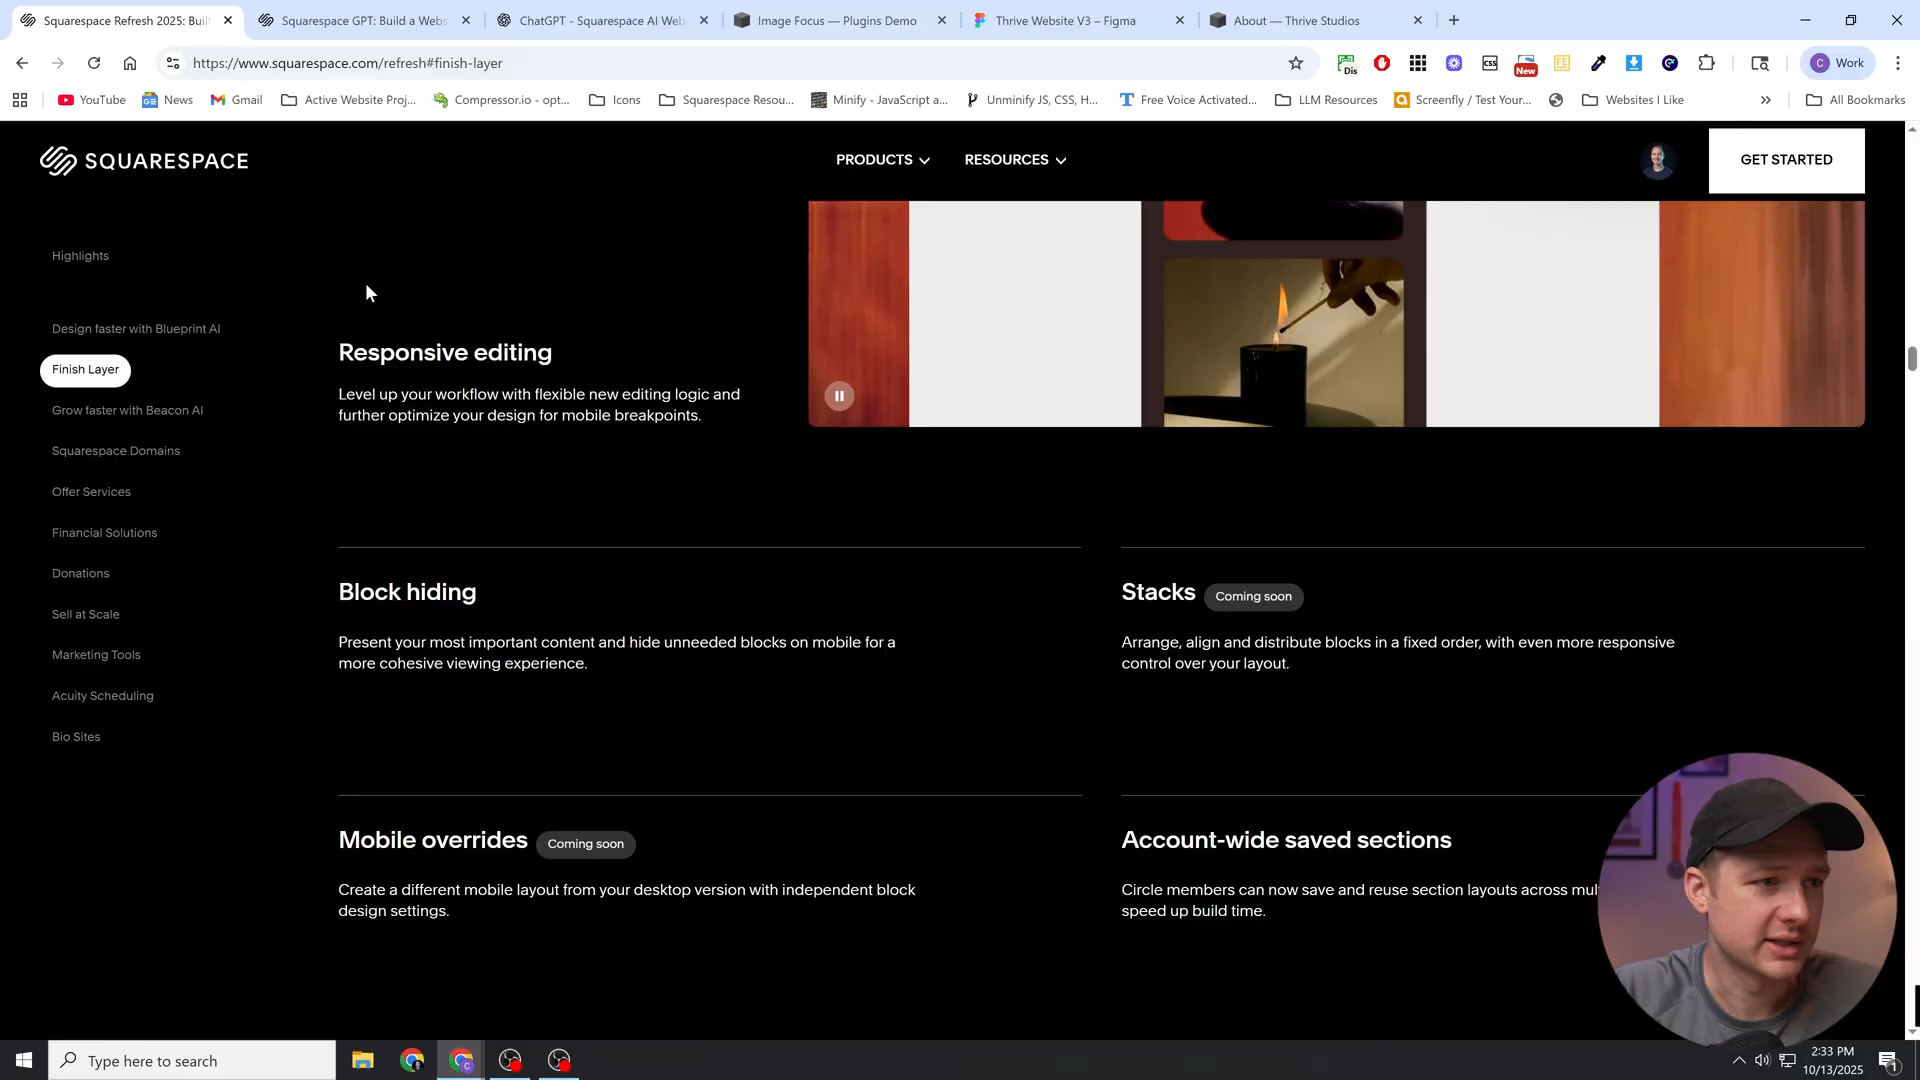 Squarespace Refresh 2025: Buil
Squarespace GPT: Build a Webs
ChatGPT - Squarespace AI Web
Image Focus — Plugins Demo
Thrive Website V3 – Figma
About — Thrive Studios
https://www.squarespace.com/refresh#finish-layer
Dis
CSS
New
FE
C Work
YouTube
News
Gmail
Active Website Proj...
Compressor.io - opt...
Icons
Squarespace Resou...
Minify - JavaScript a...
Unminify JS, CSS, H...
Free Voice Activated...
LLM Resources
Screenfly / Test Your...
Websites I Like
All Bookmarks
SQUARESPACE
PRODUCTS
RESOURCES
GET STARTED
Highlights
Design faster with Blueprint AI
Finish Layer
Grow faster with Beacon AI
Squarespace Domains
Offer Services
Financial Solutions
Donations
Sell at Scale
Marketing Tools
Acuity Scheduling
Bio Sites
Responsive editing
Level up your workflow with flexible new editing logic and
further optimize your design for mobile breakpoints.
Block hiding
Present your most important content and hide unneeded blocks on mobile for a
more cohesive viewing experience.
Stacks Coming soon
Arrange, align and distribute blocks in a fixed order, with even more responsive
control over your layout.
Mobile overrides Coming soon
Create a different mobile layout from your desktop version with independent block
design settings.
Account-wide saved sections
Circle members can now save and reuse section layouts across mul
speed up build time.
Type here to search
C
2:33 PM
10/13/2025
1